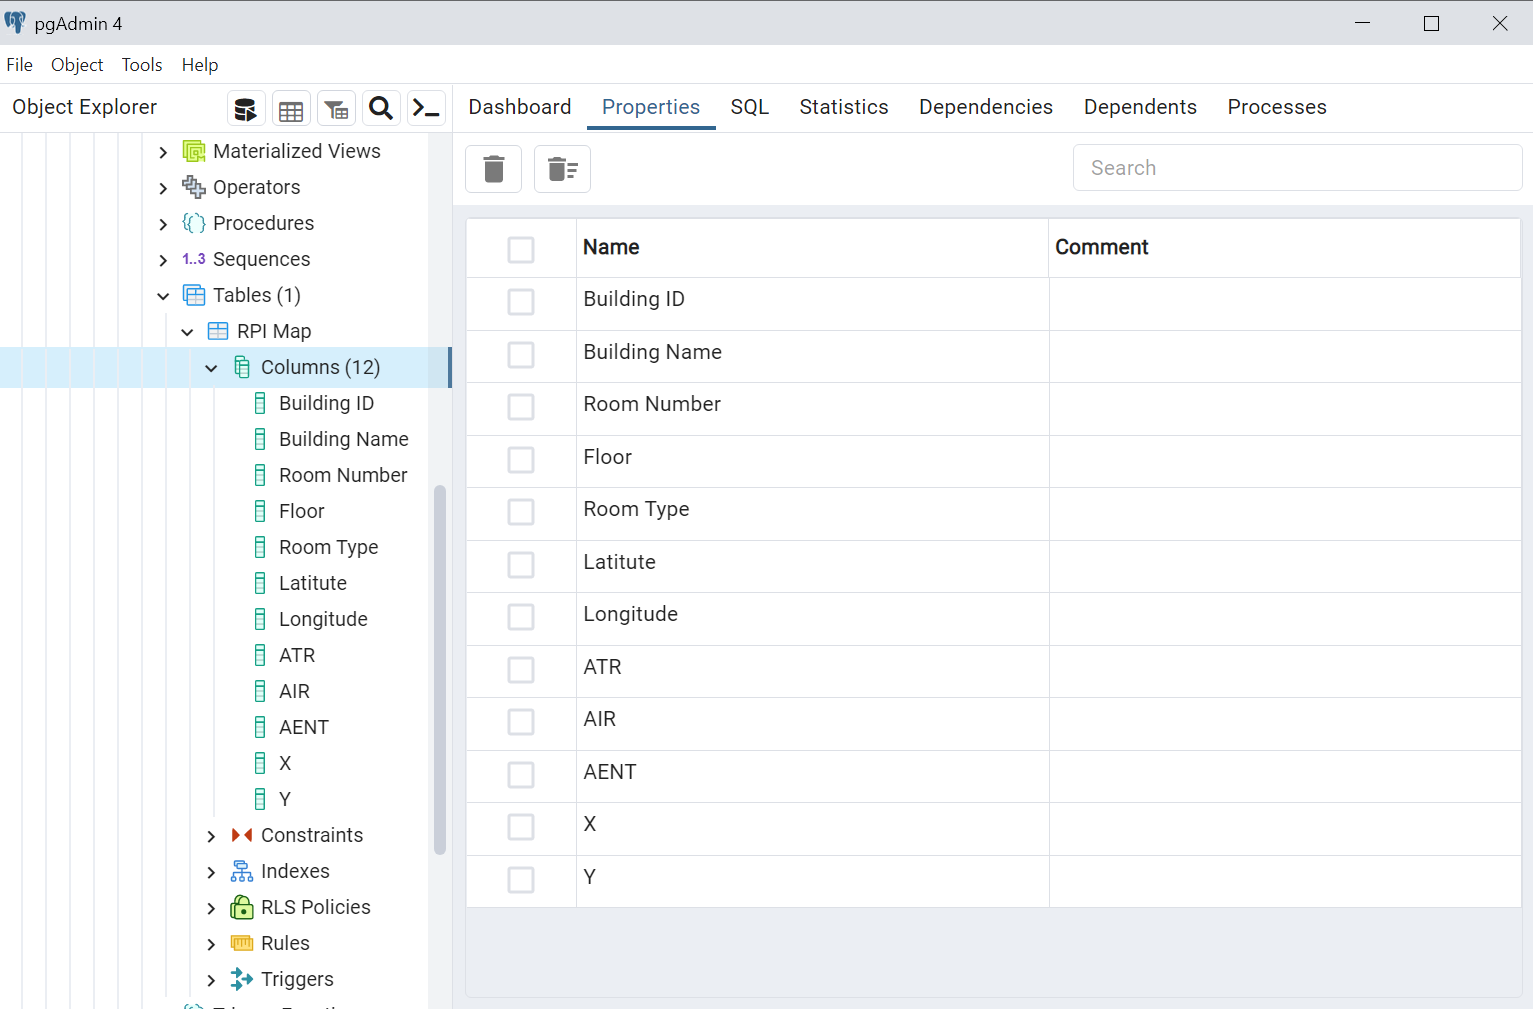 pgAdmin 4
File Object Tools Help
Object Explorer
Dashboard Properties SQL Statistics Dependencies Dependents Processes
Materialized Views
Operators
Procedures
1..3 Sequences
Tables (1)
RPI Map
Columns (12)
Building ID
Building Name
Room Number
Floor
Room Type
Latitute
Longitude
ATR
AIR
AENT
X
Y
Constraints
Indexes
RLS Policies
Rules
Triggers
Search
Name Comment
Building ID
Building Name
Room Number
Floor
Room Type
Latitute
Longitude
ATR
AIR
AENT
X
Y